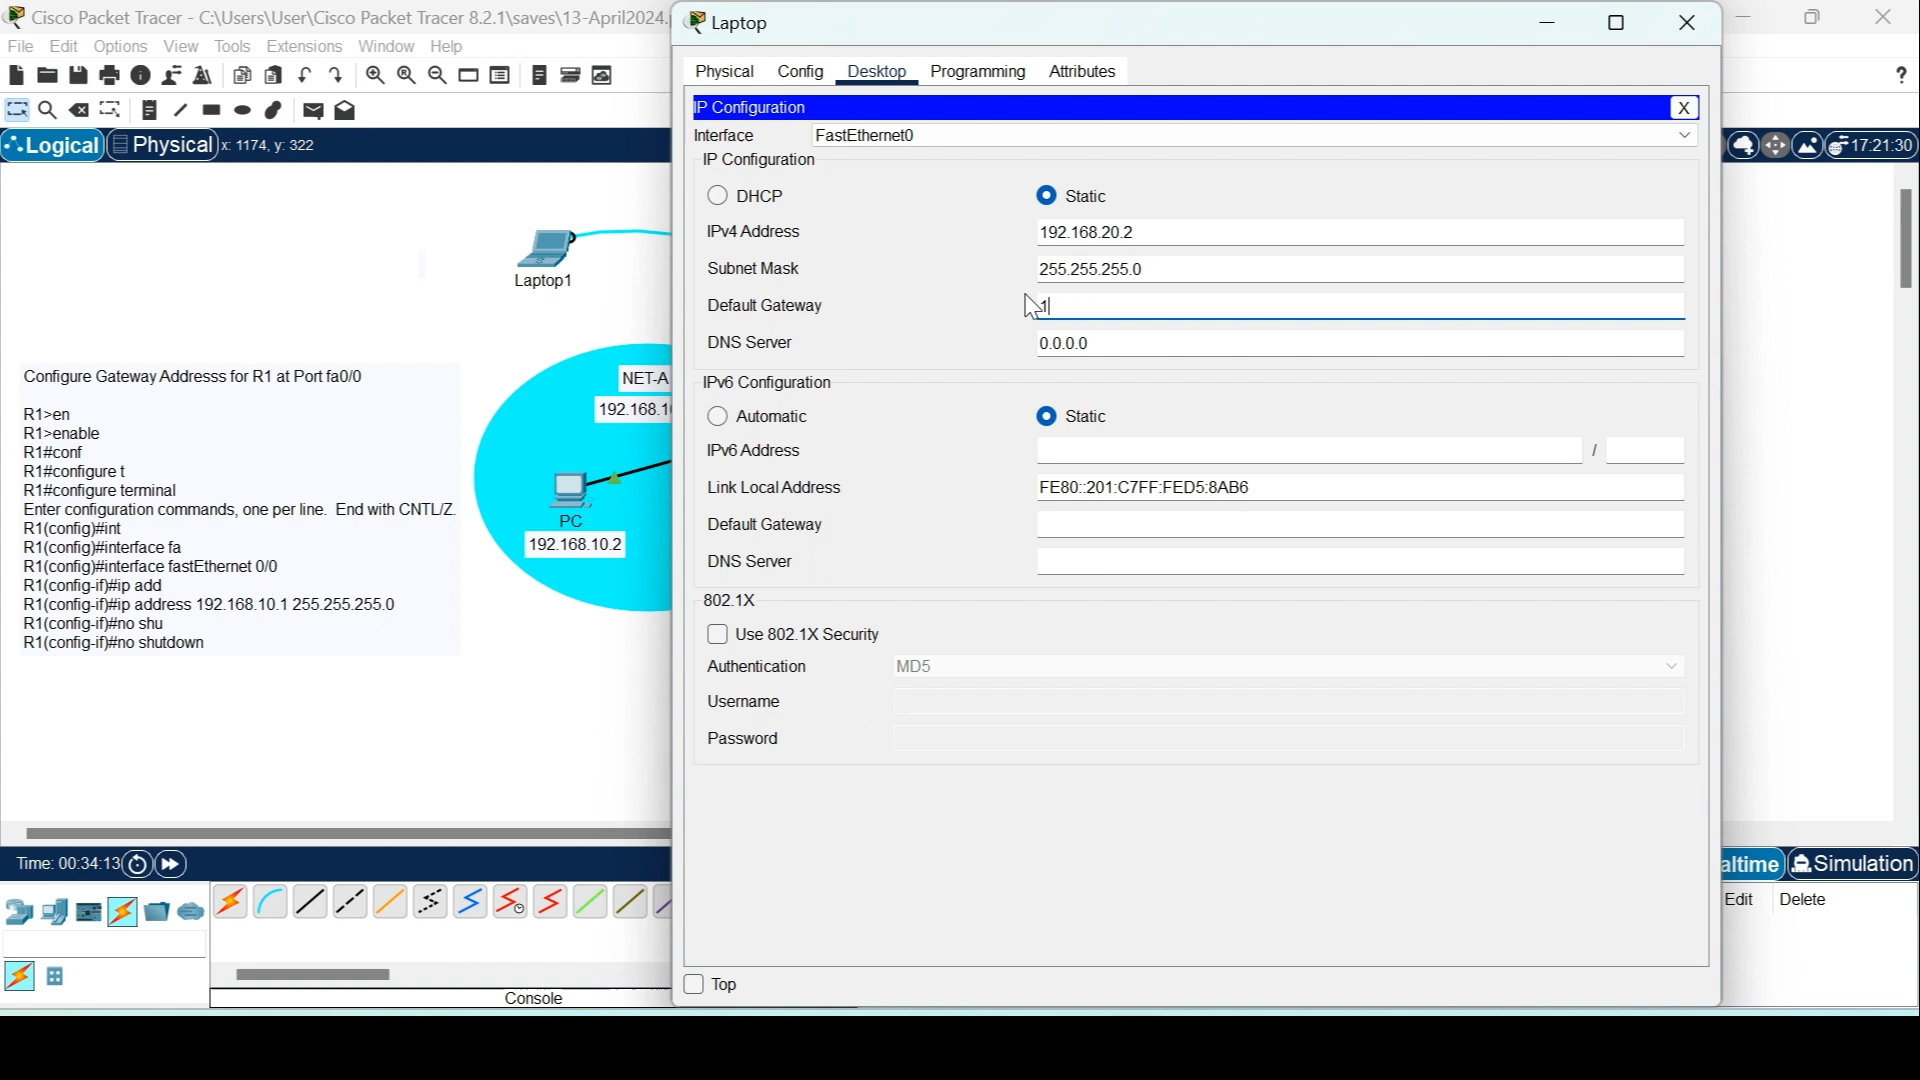 Cisco Packet Tracer - C:\Users\User\Cisco Packet Tracer 8.2.1\saves\13-April2024.
File Edit Options View Tools Extensions Window Help
Logical Physical x: 1174, y: 322
17:21:30
?
Laptop1
Configure Gateway Addresss for R1 at Port fa0/0
R1>en
R1>enable
R1#conf
R1#configure t
R1#configure terminal
Enter configuration commands, one per line. End with CNTL/Z.
R1(config)#int
R1(config)#interface fa
R1(config)#interface fastEthernet 0/0
R1(config-if)#ip add
R1(config-if)#ip address 192.168.10.1 255.255.255.0
R1(config-if)#no shu
R1(config-if)#no shutdown
NET-A
192.168.1
PC
192.168.10.2
Laptop
Physical Config Desktop Programming Attributes
IP Configuration X
Interface FastEthernet0
IP Configuration
DHCP Static
IPv4 Address 192.168.20.2
Subnet Mask 255.255.255.0
Default Gateway 1
DNS Server 0.0.0.0
IPv6 Configuration
Automatic Static
IPv6 Address /
Link Local Address FE80::201:C7FF:FED5:8AB6
Default Gateway
DNS Server
802.1X
Use 802.1X Security
Authentication MD5
Username
Password
Top
Time: 00:34:13
altime Simulation
Edit Delete
Console